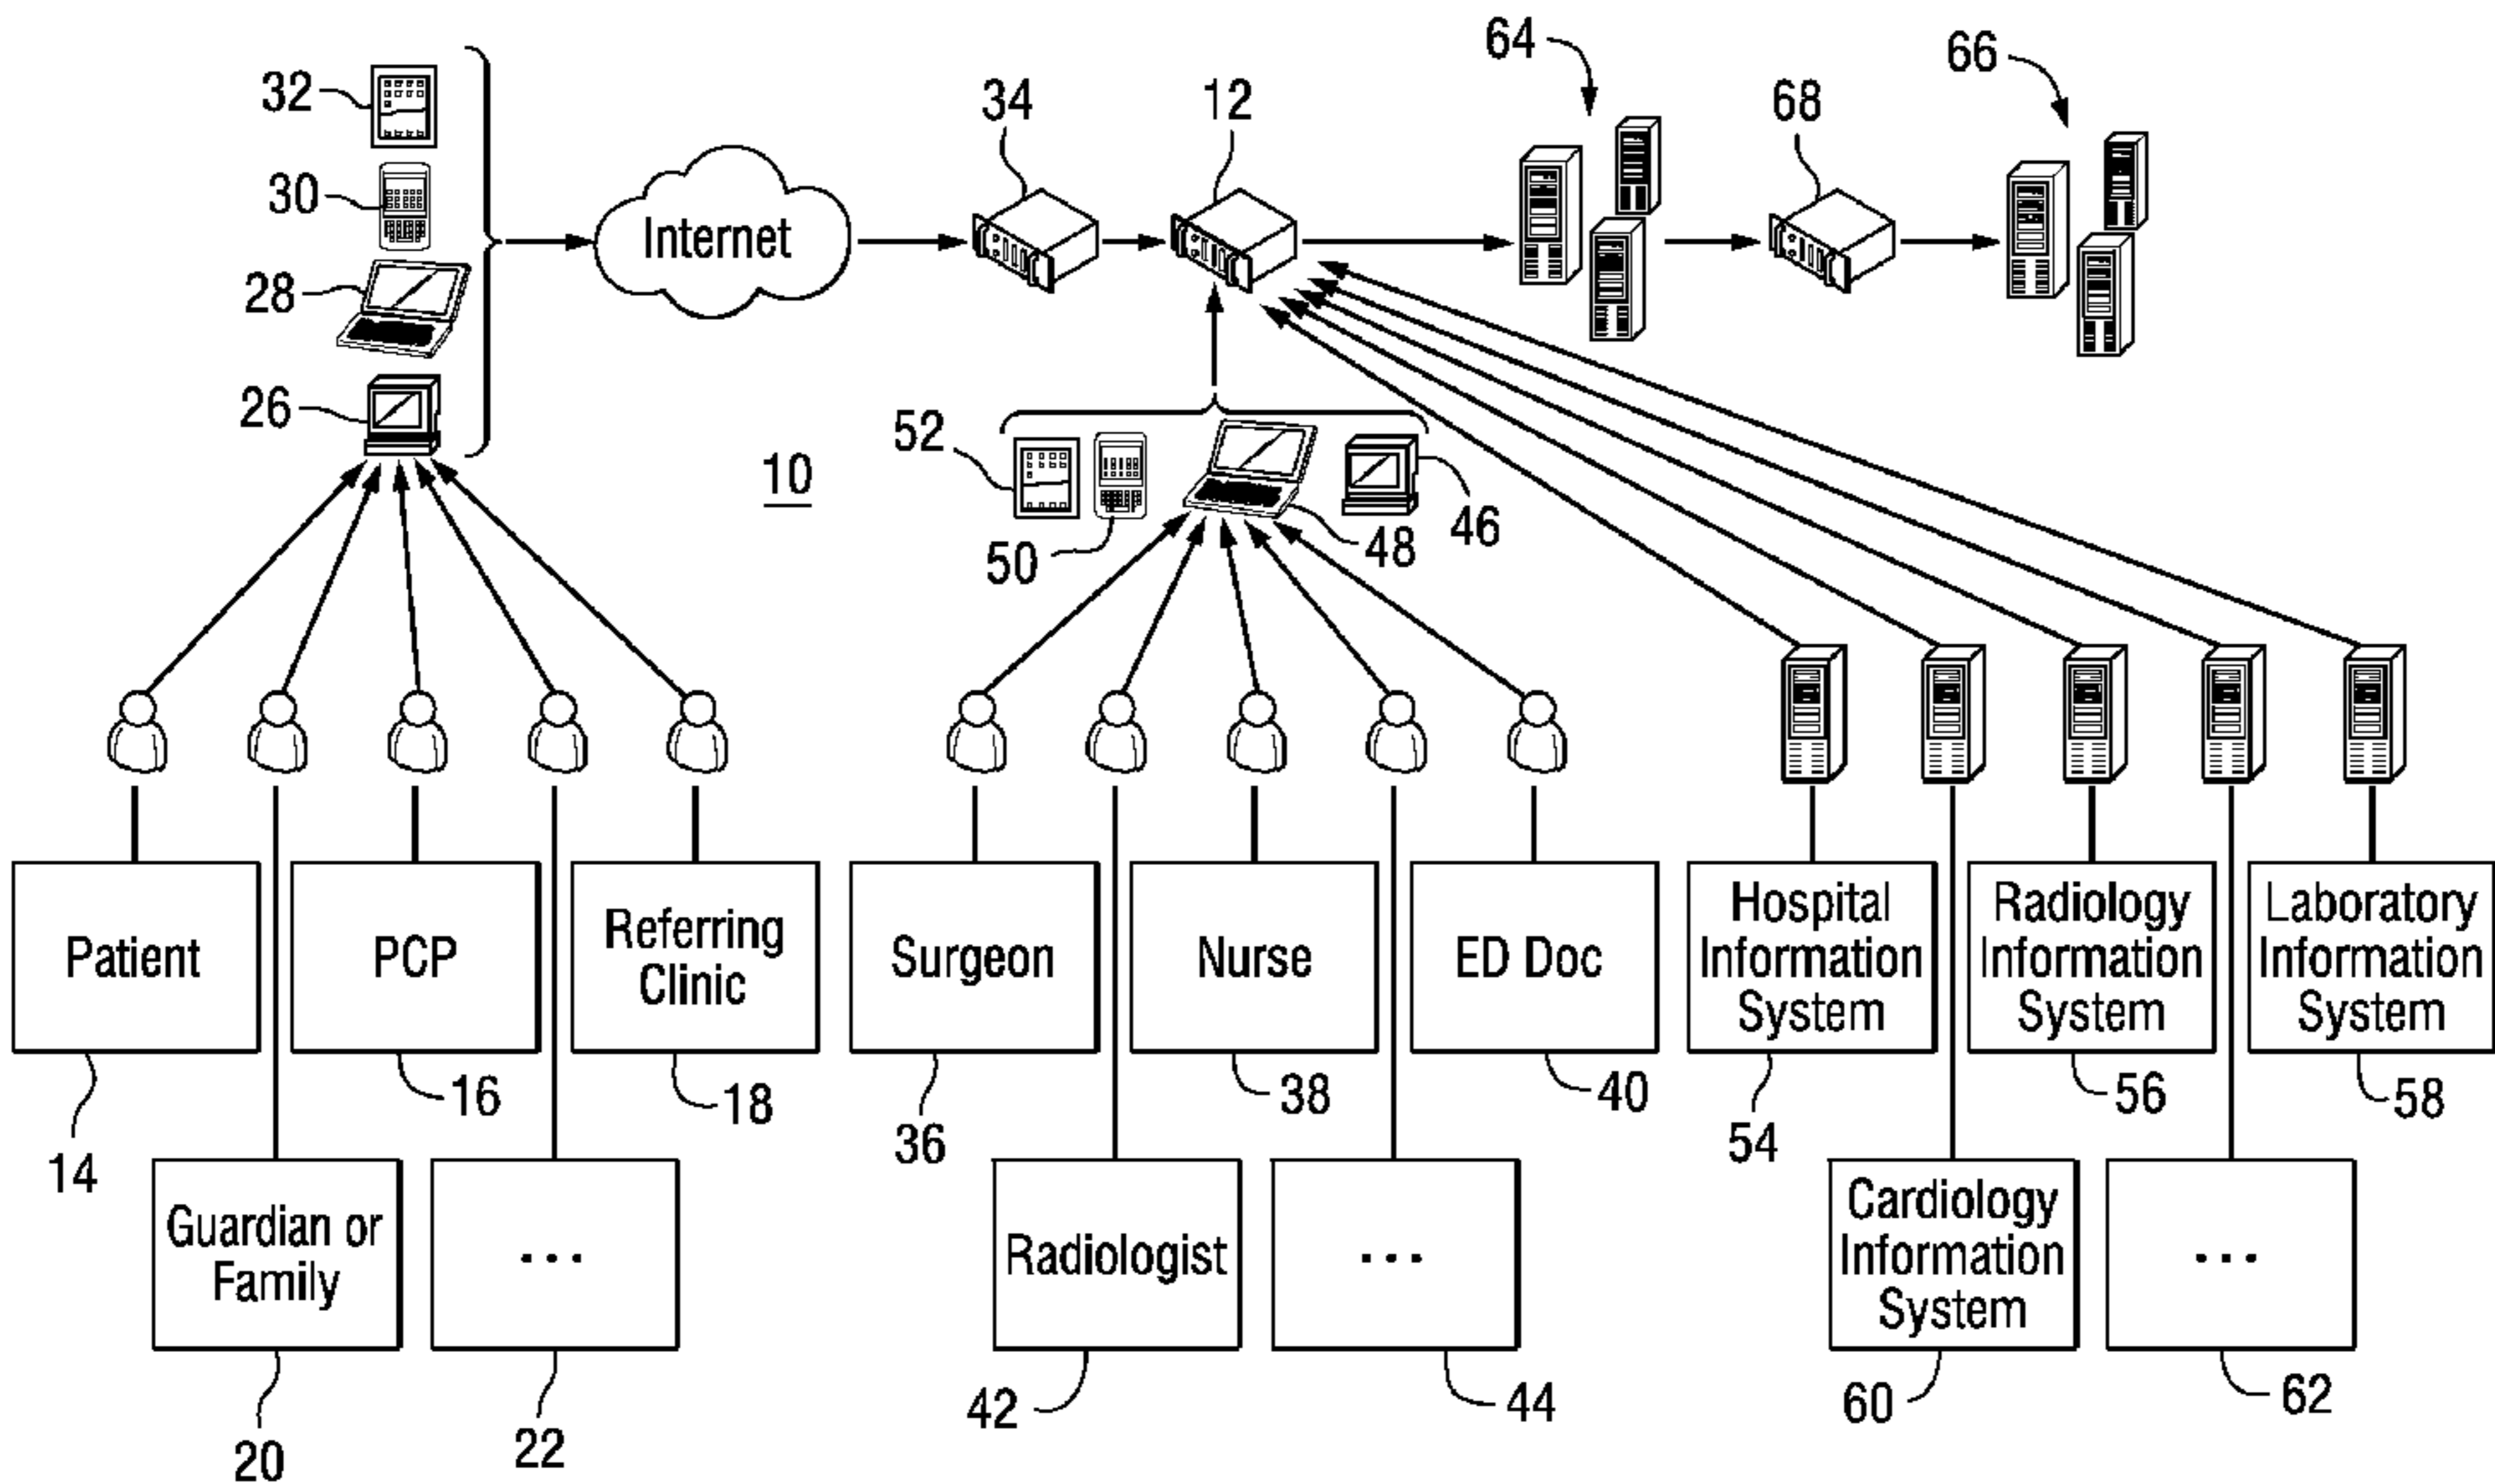 64
66
32
34
12
68
30
Internet
28
26
52
10
46
50
48
Patient
PCP
Referring
Clinic
Surgeon
Nurse
ED Doc
Hospital
Information
System
Radiology
Information
System
Laboratory
Information
System
14
16
18
36
38
40
54
56
58
Guardian or
Family
...
Radiologist
...
Cardiology
Information
System
...
20
22
42
44
60
62